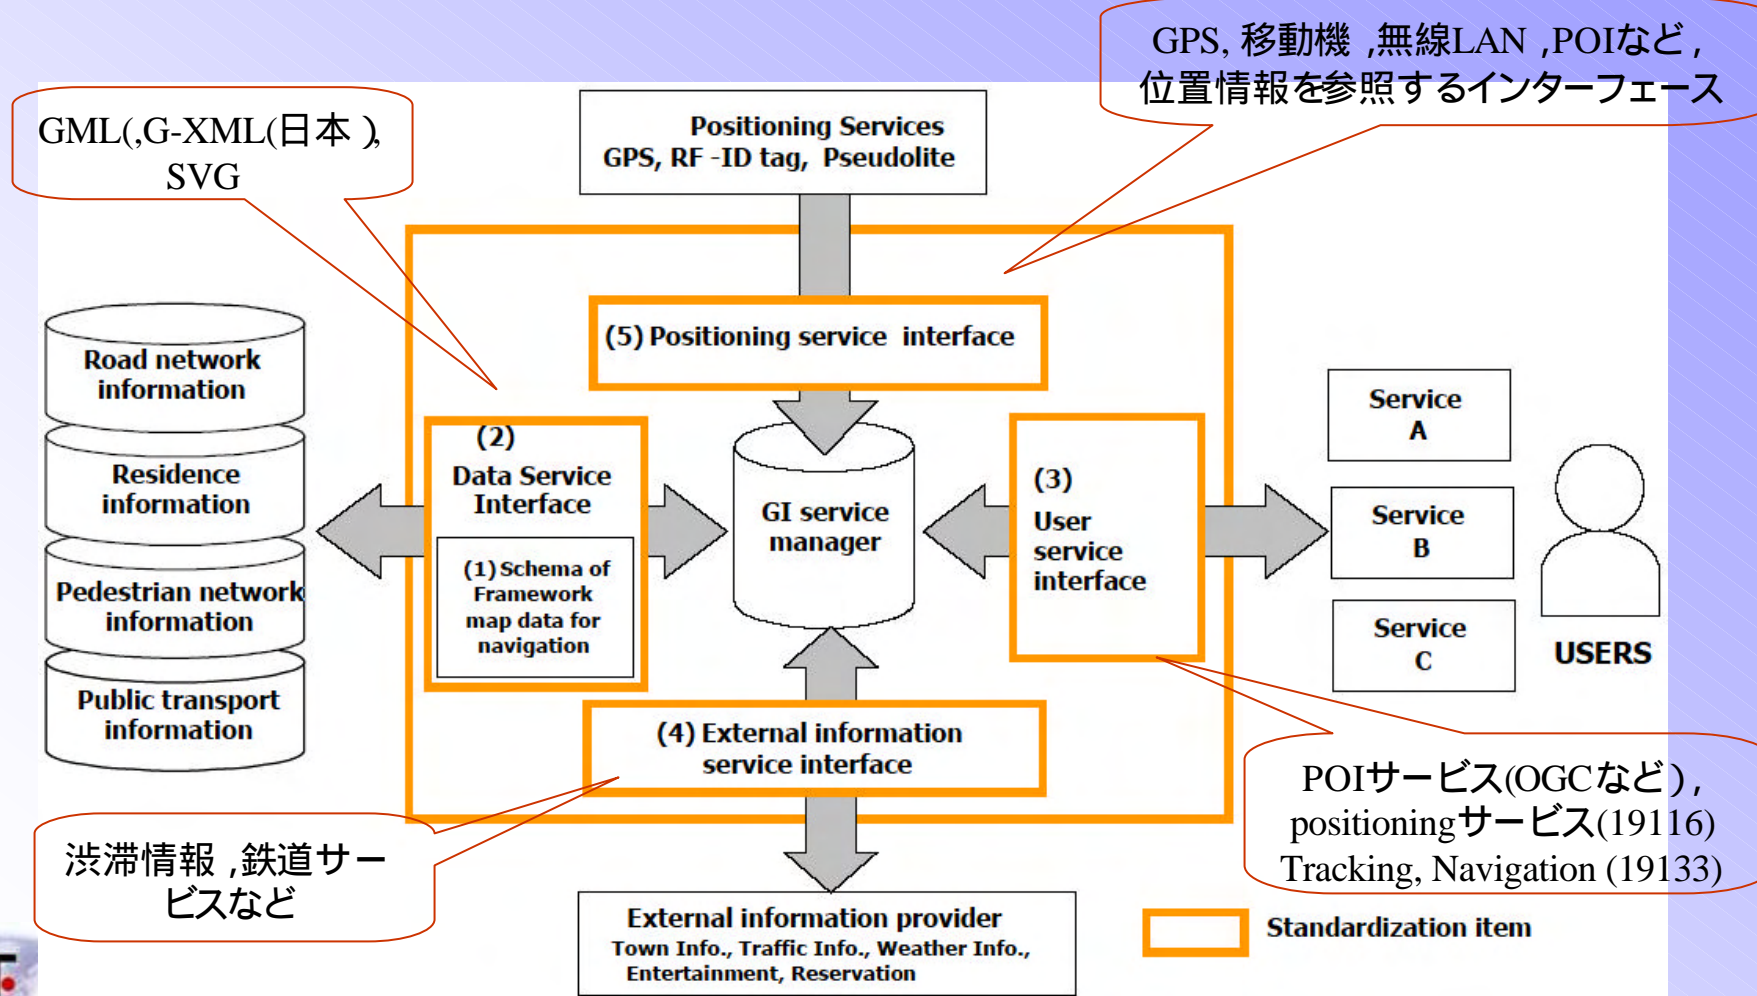 GPS, 移動機 ,無線LAN ,POIなど ,
位置情報を参照するインターフェース
GML(,G-XML(日本 ),
SVG
Positioning Services
GPS, RF -ID tag, Pseudolite
(5) Positioning service interface
Road network
information
Residence
information
Pedestrian network
information
Public transport
information
(2)
Data Service
Interface
(1) Schema of
Framework
map data for
navigation
GI service
manager
(3)
User
service
interface
Service
A
Service
B
Service
C
USERS
(4) External information
service interface
POIサービス(OGCなど ) ,
positioningサービス(19116)
Tracking, Navigation (19133)
渋滞情報 ,鉄道サー
ビスなど
External information provider
Town Info., Traffic Info., Weather Info.,
Entertainment, Reservation
Standardization item